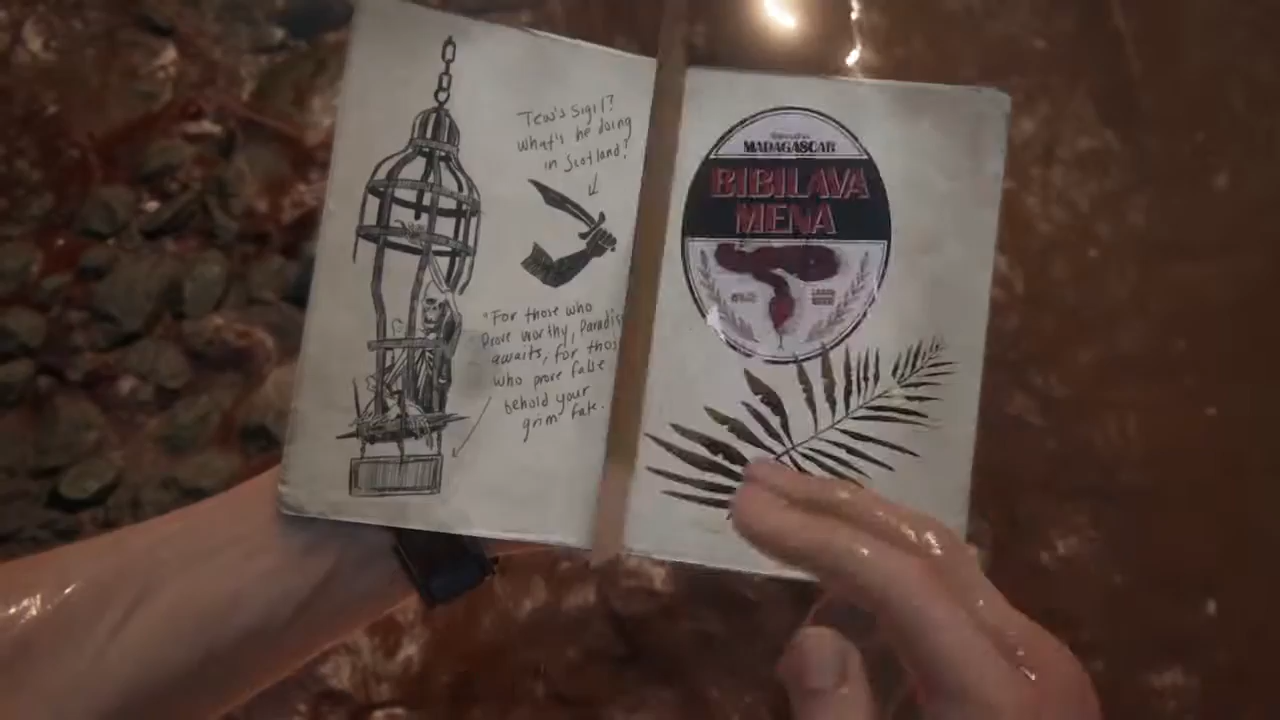 Tew's sigil?
What's he doing
in Scotland?
"For those who
prove worthy, Paradise
awaits, for those
who prove false
behold your
grim fate.
MADAGASCAR
BIBILAVA
MENA